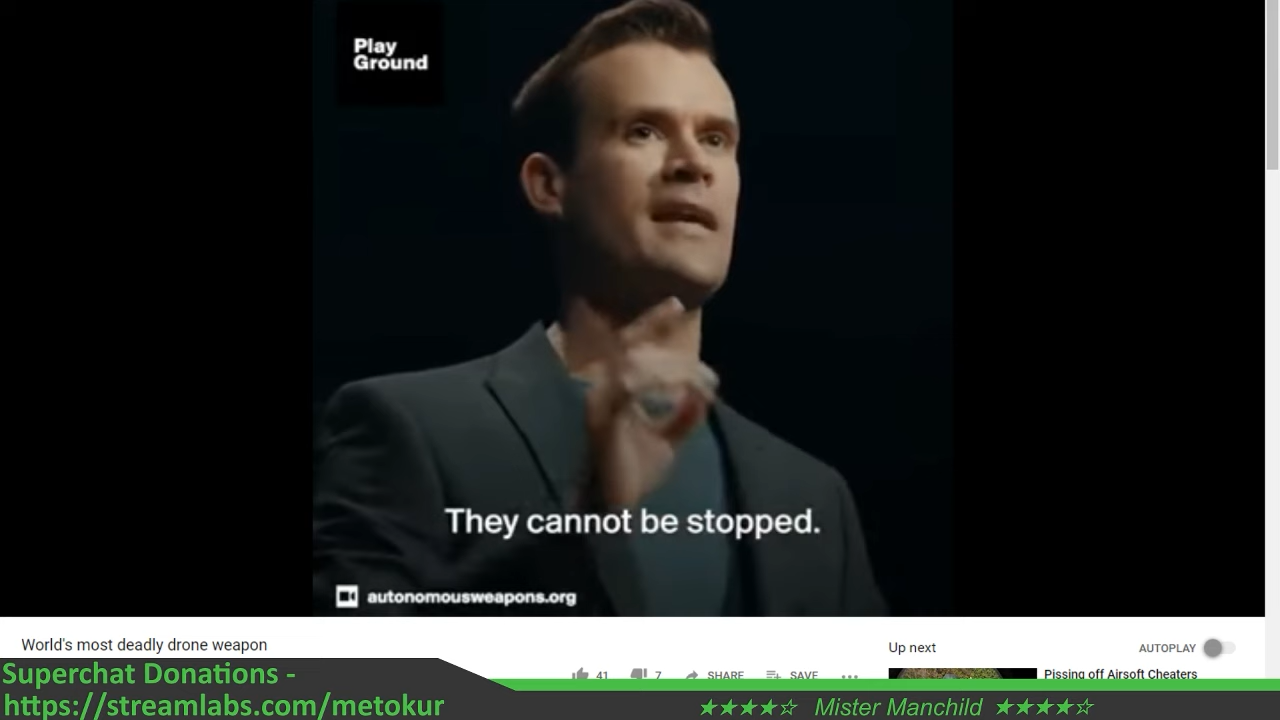 Play
Ground
They cannot be stopped.
autonomousweapons.org
World's most deadly drone weapon
Up next
AUTOPLAY
41
7
SHARE
SAVE
Pissing off Airsoft Cheaters
Superchat Donations -
https://streamlabs.com/metokur
★★★★☆ Mister Manchild ★★★★☆